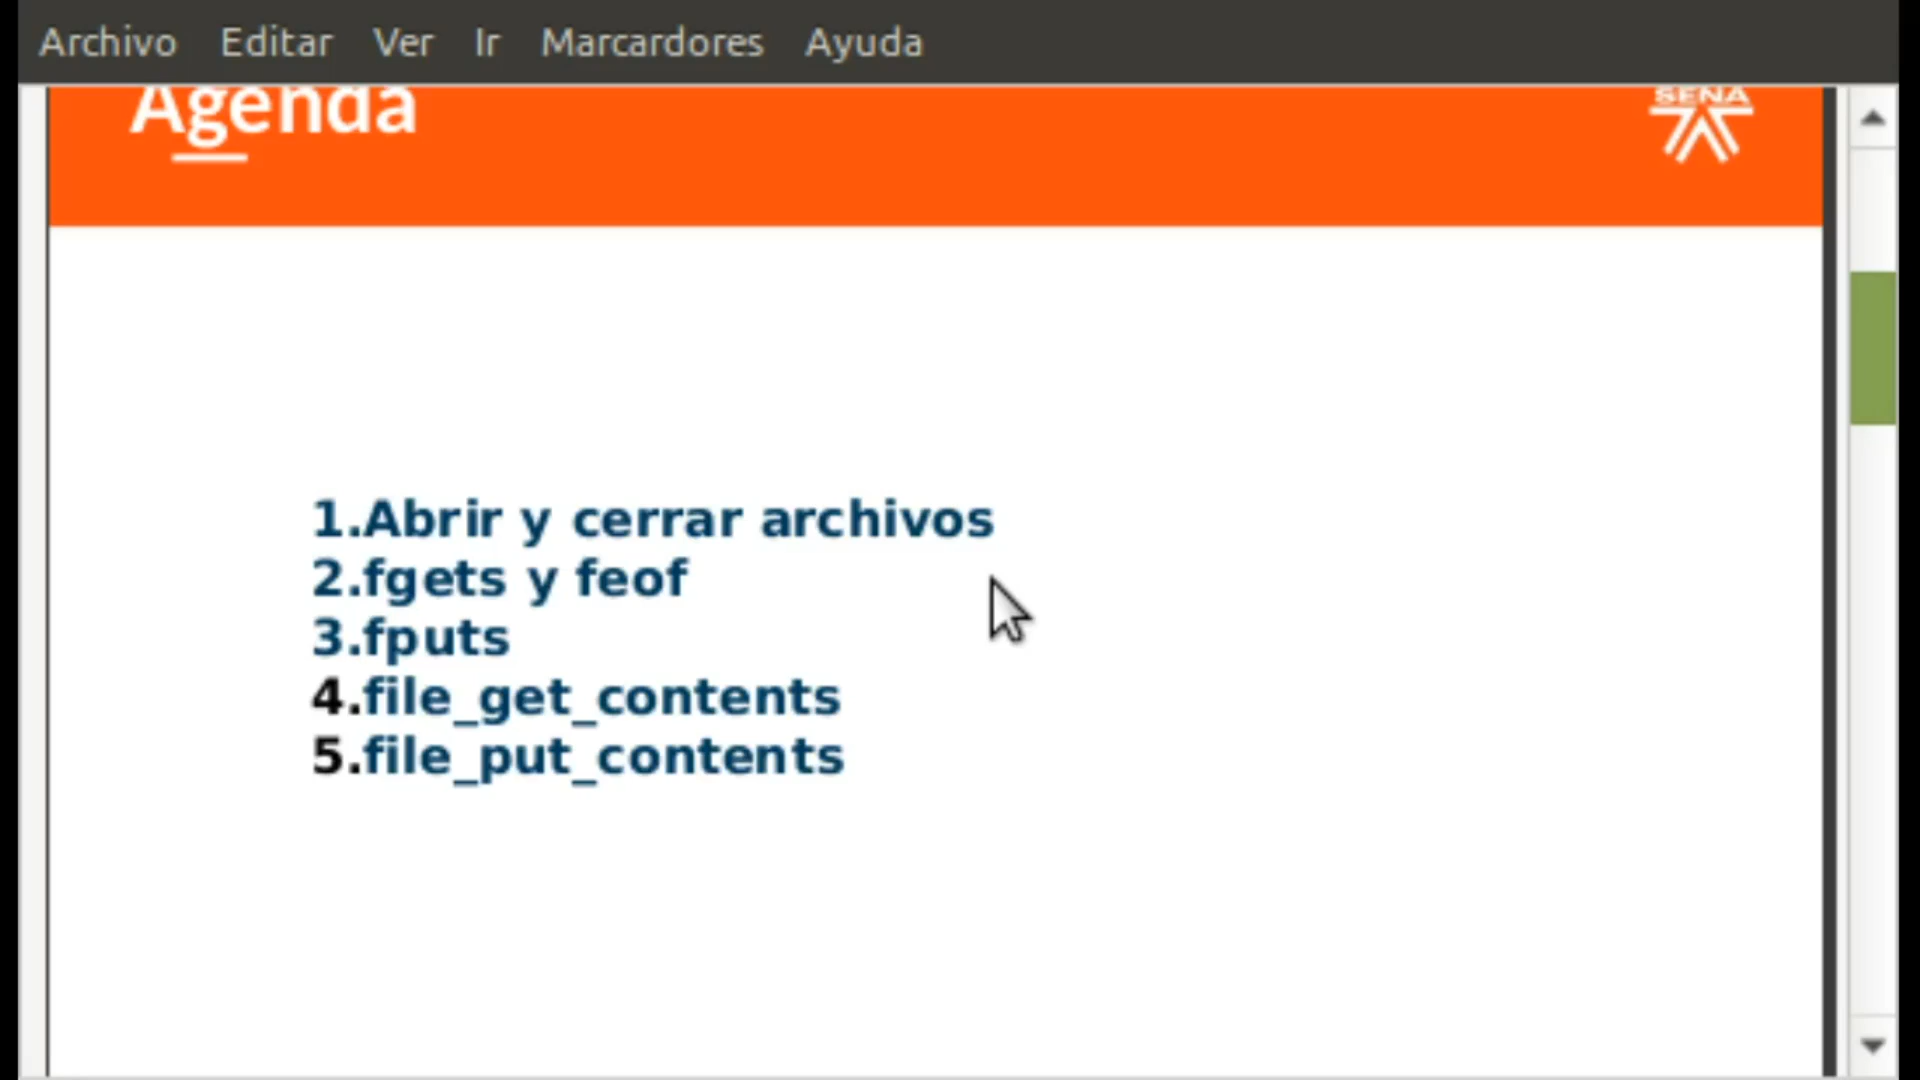 Archivo Editar Ver Ir Marcardores Ayuda
Agenda
SENA
1.Abrir y cerrar archivos
2.fgets y feof
3.fputs
4.file_get_contents
5.file_put_contents